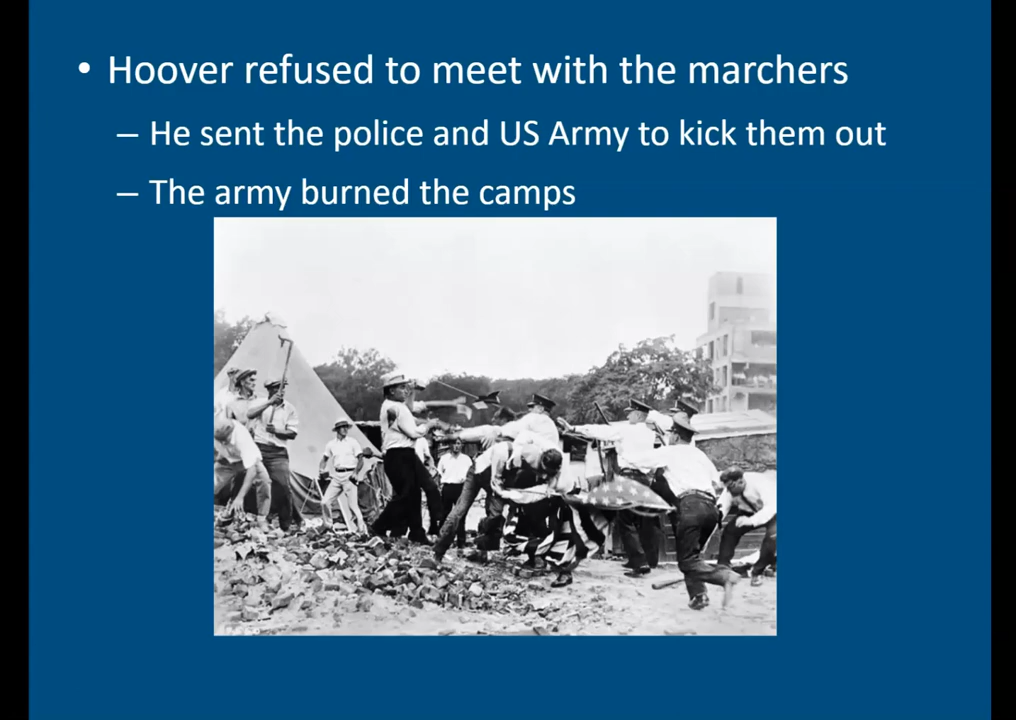 • Hoover refused to meet with the marchers
– He sent the police and US Army to kick them out
– The army burned the camps